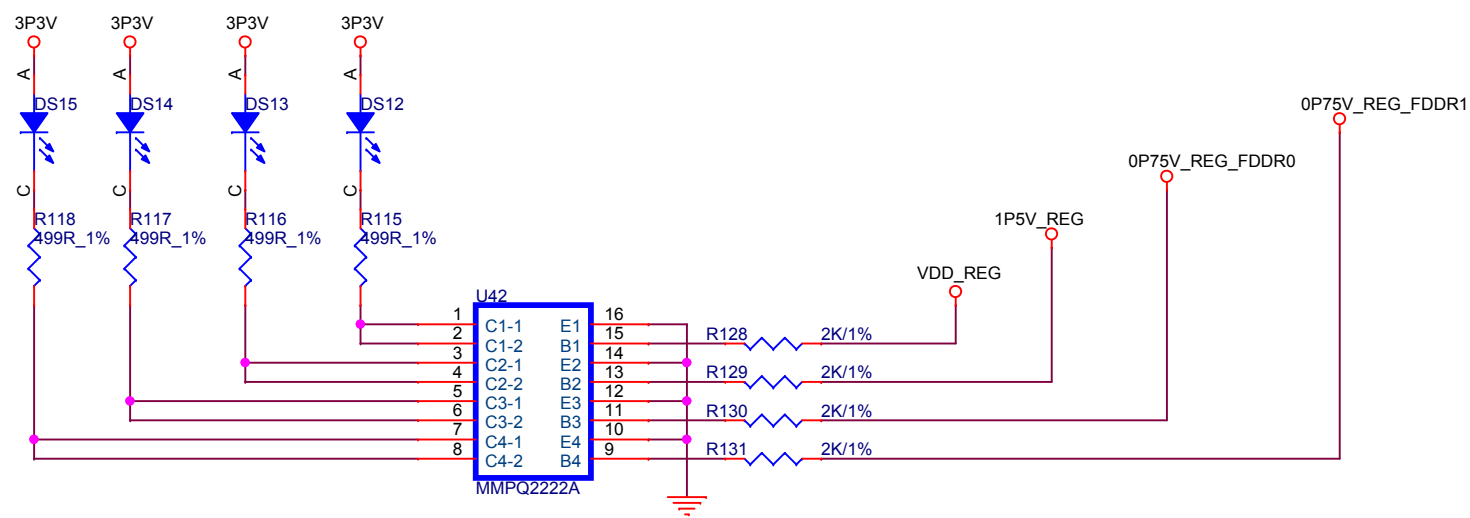 3P3V 3P3V 3P3V 3P3V
A A A A
DS15 DS14 DS13 DS12
0P75V_REG_FDDR1
0P75V_REG_FDDR0
C C C C
R118 R117 R116 R115
499R_1% 499R_1% 499R_1% 499R_1%
1P5V_REG
VDD_REG
U42
1 C1-1 E1 16
2 C1-2 B1 15 R128 2K/1%
3 C2-1 E2 14
4 C2-2 B2 13 R129 2K/1%
5 C3-1 E3 12
6 C3-2 B3 11 R130 2K/1%
7 C4-1 E4 10
8 C4-2 B4 9 R131 2K/1%
MMPQ2222A